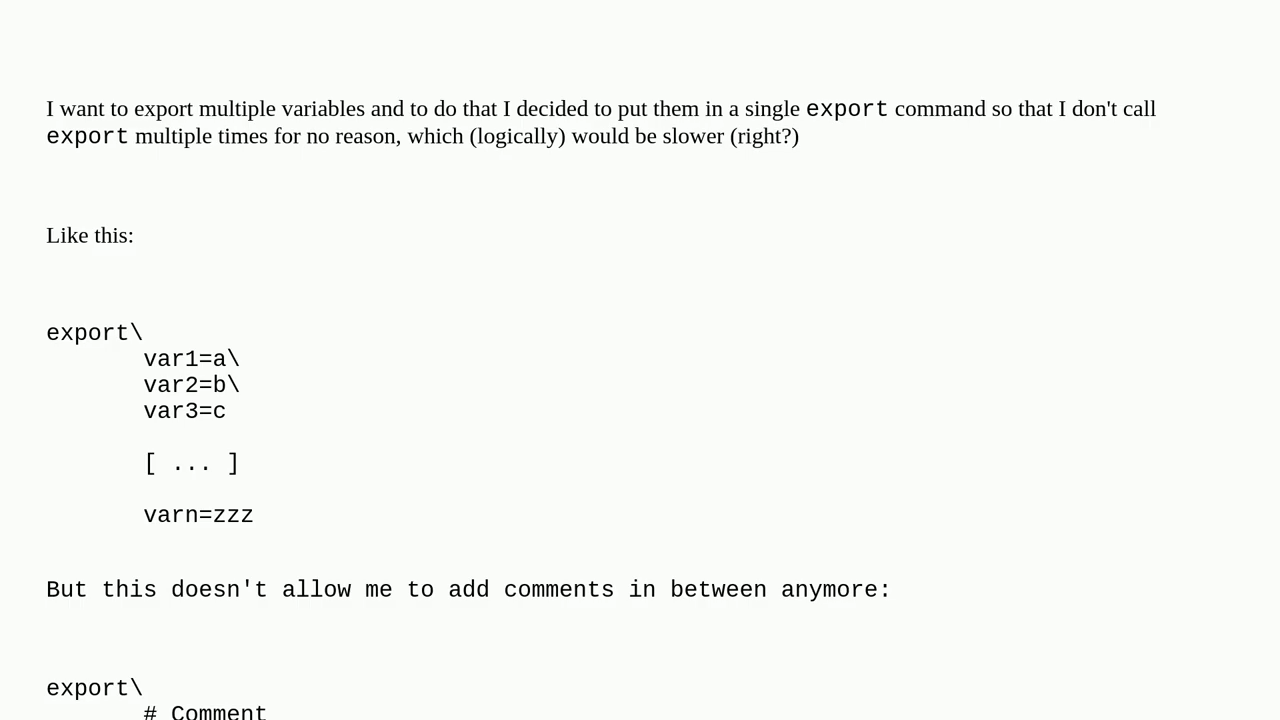 I want to export multiple variables and to do that I decided to put them in a single export command so that I don't call
export multiple times for no reason, which (logically) would be slower (right?)
Like this:
export\
var1=a\
var2=b\
var3=c
[ ... ]
varn=zzz
But this doesn't allow me to add comments in between anymore:
export\
# Comment